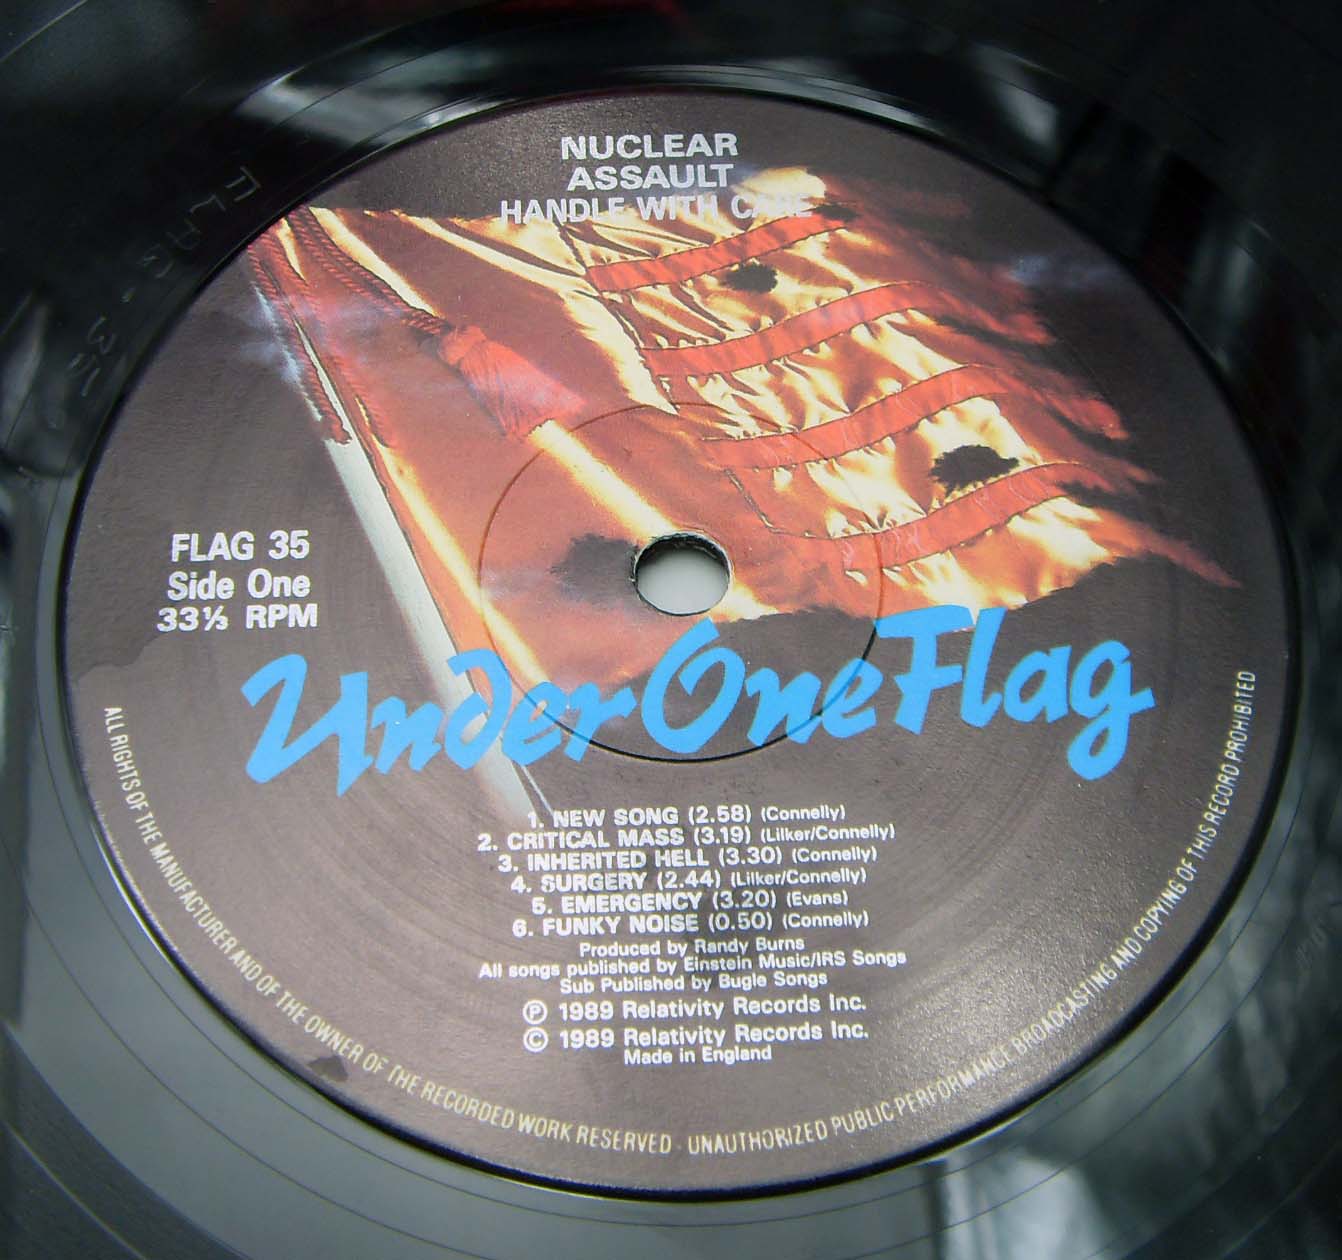 NUCLEAR
ASSAULT
HANDLE WITH CARE
FLAG 35
Side One
33⅓ RPM
Under One Flag
1. NEW SONG (2.58) (Connelly)
2. CRITICAL MASS (3.19) (Lilker/Connelly)
3. INHERITED HELL (3.30) (Connelly)
4. SURGERY (2.44) (Lilker/Connelly)
5. EMERGENCY (3.20) (Evans)
6. FUNKY NOISE (0.50) (Connelly)
Produced by Randy Burns
All songs published by Einstein Music/IRS Songs
Sub Published by Bugle Songs
Ⓟ 1989 Relativity Records Inc.
© 1989 Relativity Records Inc.
Made in England
ALL RIGHTS OF THE MANUFACTURER AND OF THE OWNER OF THE RECORDED WORK RESERVED · UNAUTHORIZED PUBLIC PERFORMANCE BROADCASTING AND COPYING OF THIS RECORD PROHIBITED
FLAG · 35